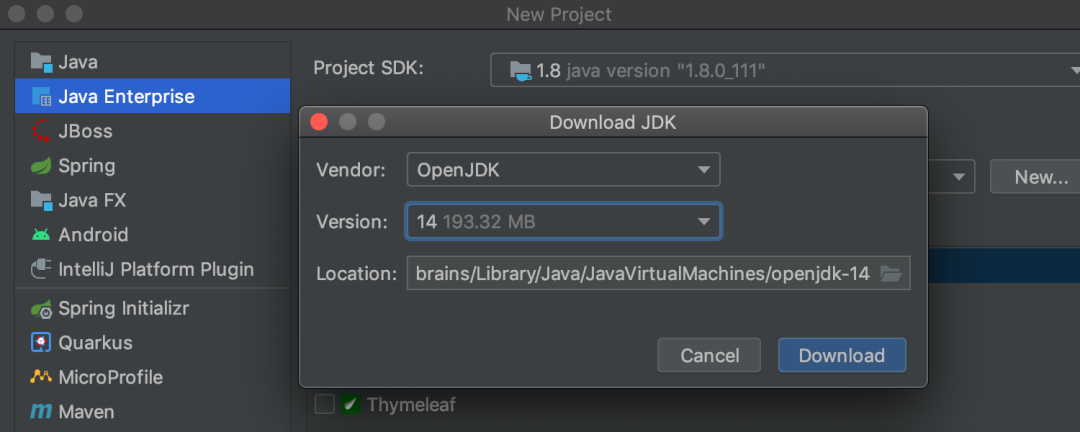 New Project
Java
Java Enterprise
JBoss
Spring
Java FX
Android
IntelliJ Platform Plugin
Spring Initializr
Quarkus
MicroProfile
Maven
Project SDK: 1.8 java version "1.8.0_111"
New...
Download JDK
Vendor: OpenJDK
Version: 14 193.32 MB
Location: brains/Library/Java/JavaVirtualMachines/openjdk-14
Cancel Download
Thymeleaf